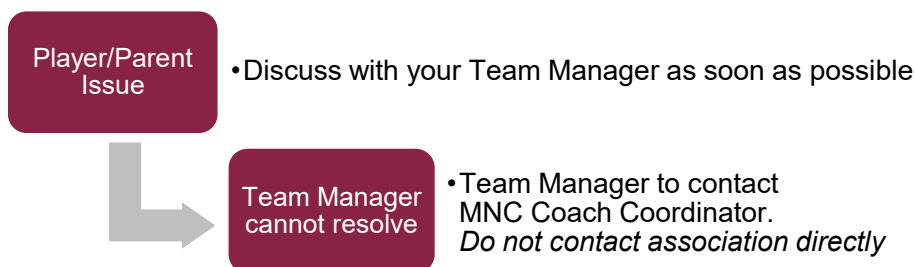 Player/Parent
Issue
•Discuss with your Team Manager as soon as possible
Team Manager
cannot resolve
•Team Manager to contact
MNC Coach Coordinator.
Do not contact association directly